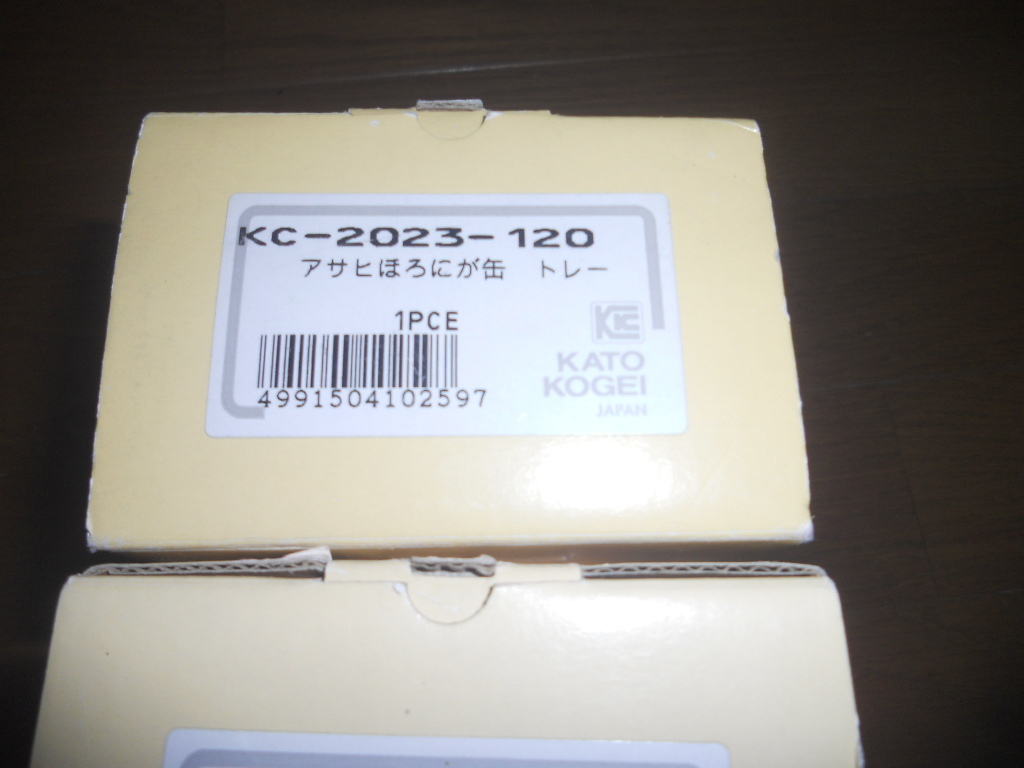 KC-2023-120
アサヒほろにが缶　トレー
1PCE
4991504102597
KC
KATO
KOGEI
JAPAN